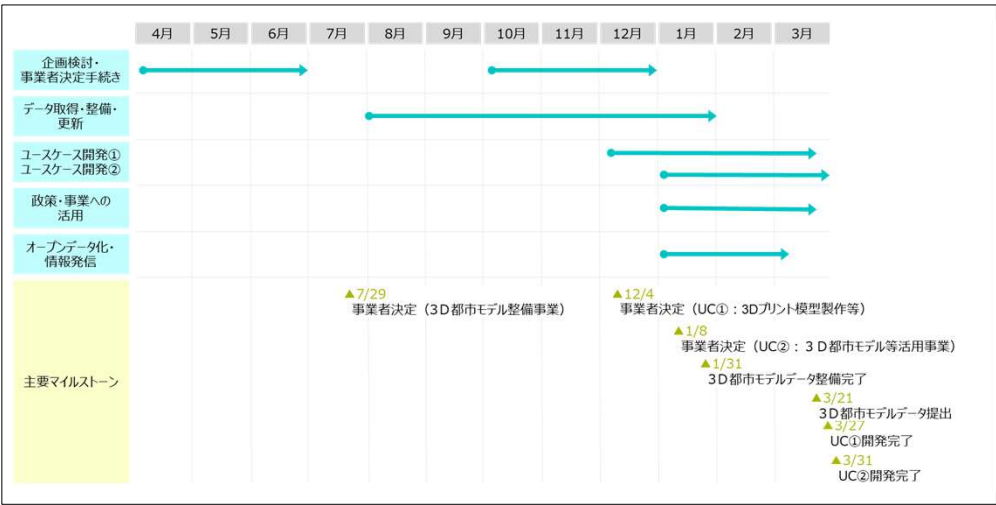 4月 5月 6月 7月 8月 9月 10月 11月 12月 1月 2月 3月
企画検討・
事業者決定手続き
データ取得・整備・
更新
ユースケース開発①
ユースケース開発②
政策・事業への
活用
オープンデータ化・
情報発信
主要マイルストーン
▲7/29
事業者決定（3D都市モデル整備事業）
▲12/4
事業者決定（UC①：3Dプリント模型製作等）
▲1/8
事業者決定（UC②：３Ｄ都市モデル等活用事業）
▲1/31
3D都市モデルデータ整備完了
▲3/21
3D都市モデルデータ提出
▲3/27
UC①開発完了
▲3/31
UC②開発完了